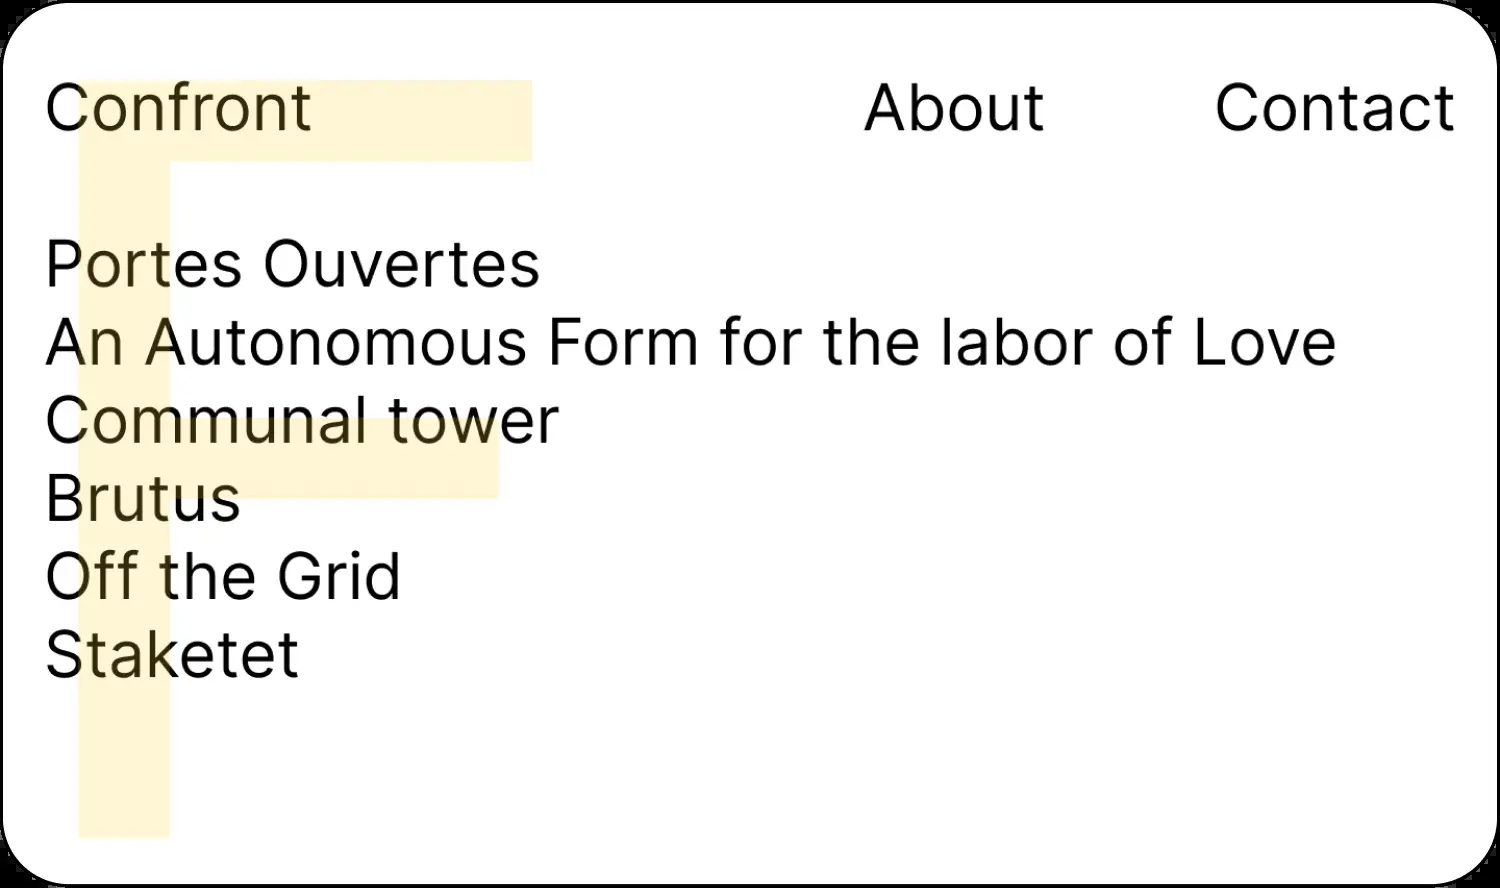 Confront About Contact
Portes Ouvertes
An Autonomous Form for the labor of Love
Communal tower
Brutus
Off the Grid
Staketet